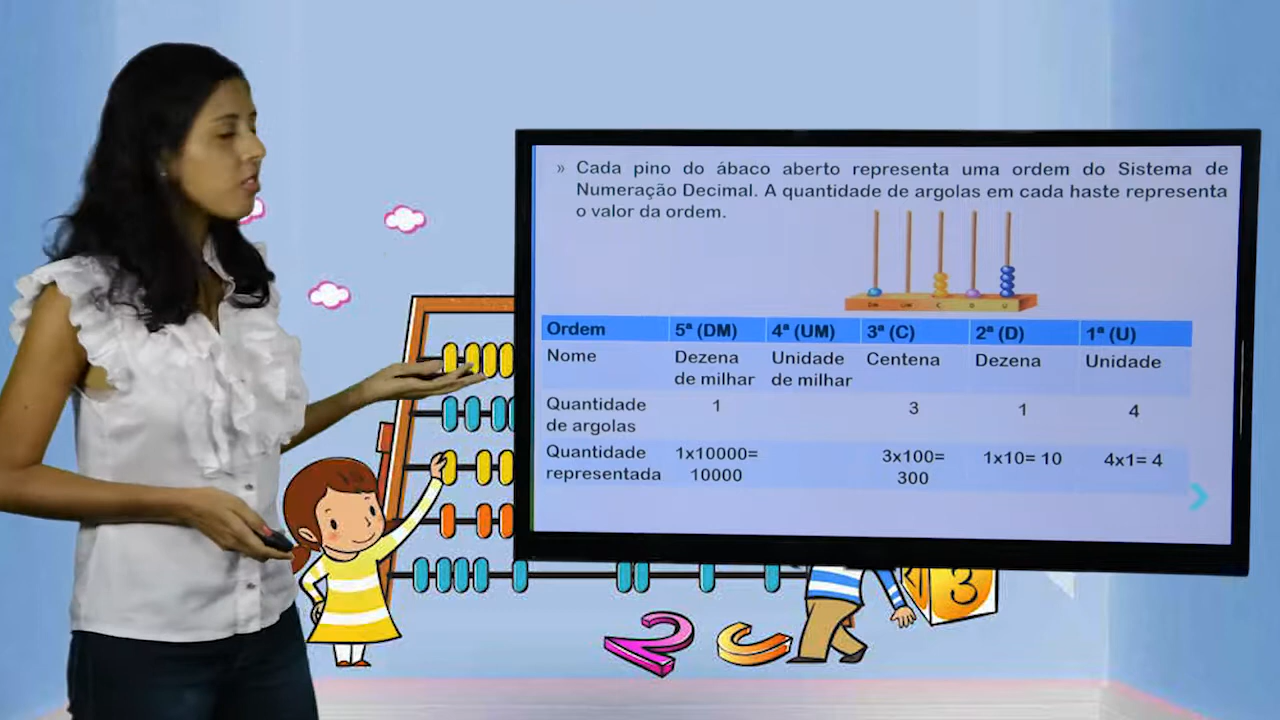 » Cada pino do ábaco aberto representa uma ordem do Sistema de
Numeração Decimal. A quantidade de argolas em cada haste representa
o valor da ordem.
DM UM C D U
Ordem 5ª (DM) 4ª (UM) 3ª (C) 2ª (D) 1ª (U)
Nome Dezena de milhar Unidade de milhar Centena Dezena Unidade
Quantidade de argolas 1 3 1 4
Quantidade representada 1x10000= 10000 3x100= 300 1x10= 10 4x1= 4
3
2